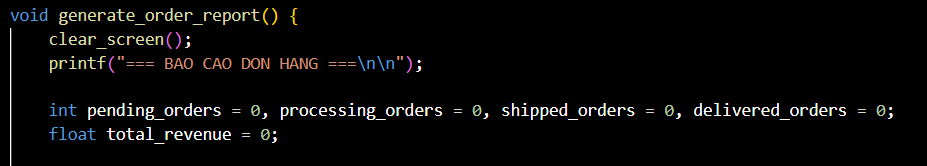 void generate_order_report() {
    clear_screen();
    printf("=== BAO CAO DON HANG ===\n\n");

    int pending_orders = 0, processing_orders = 0, shipped_orders = 0, delivered_orders = 0;
    float total_revenue = 0;